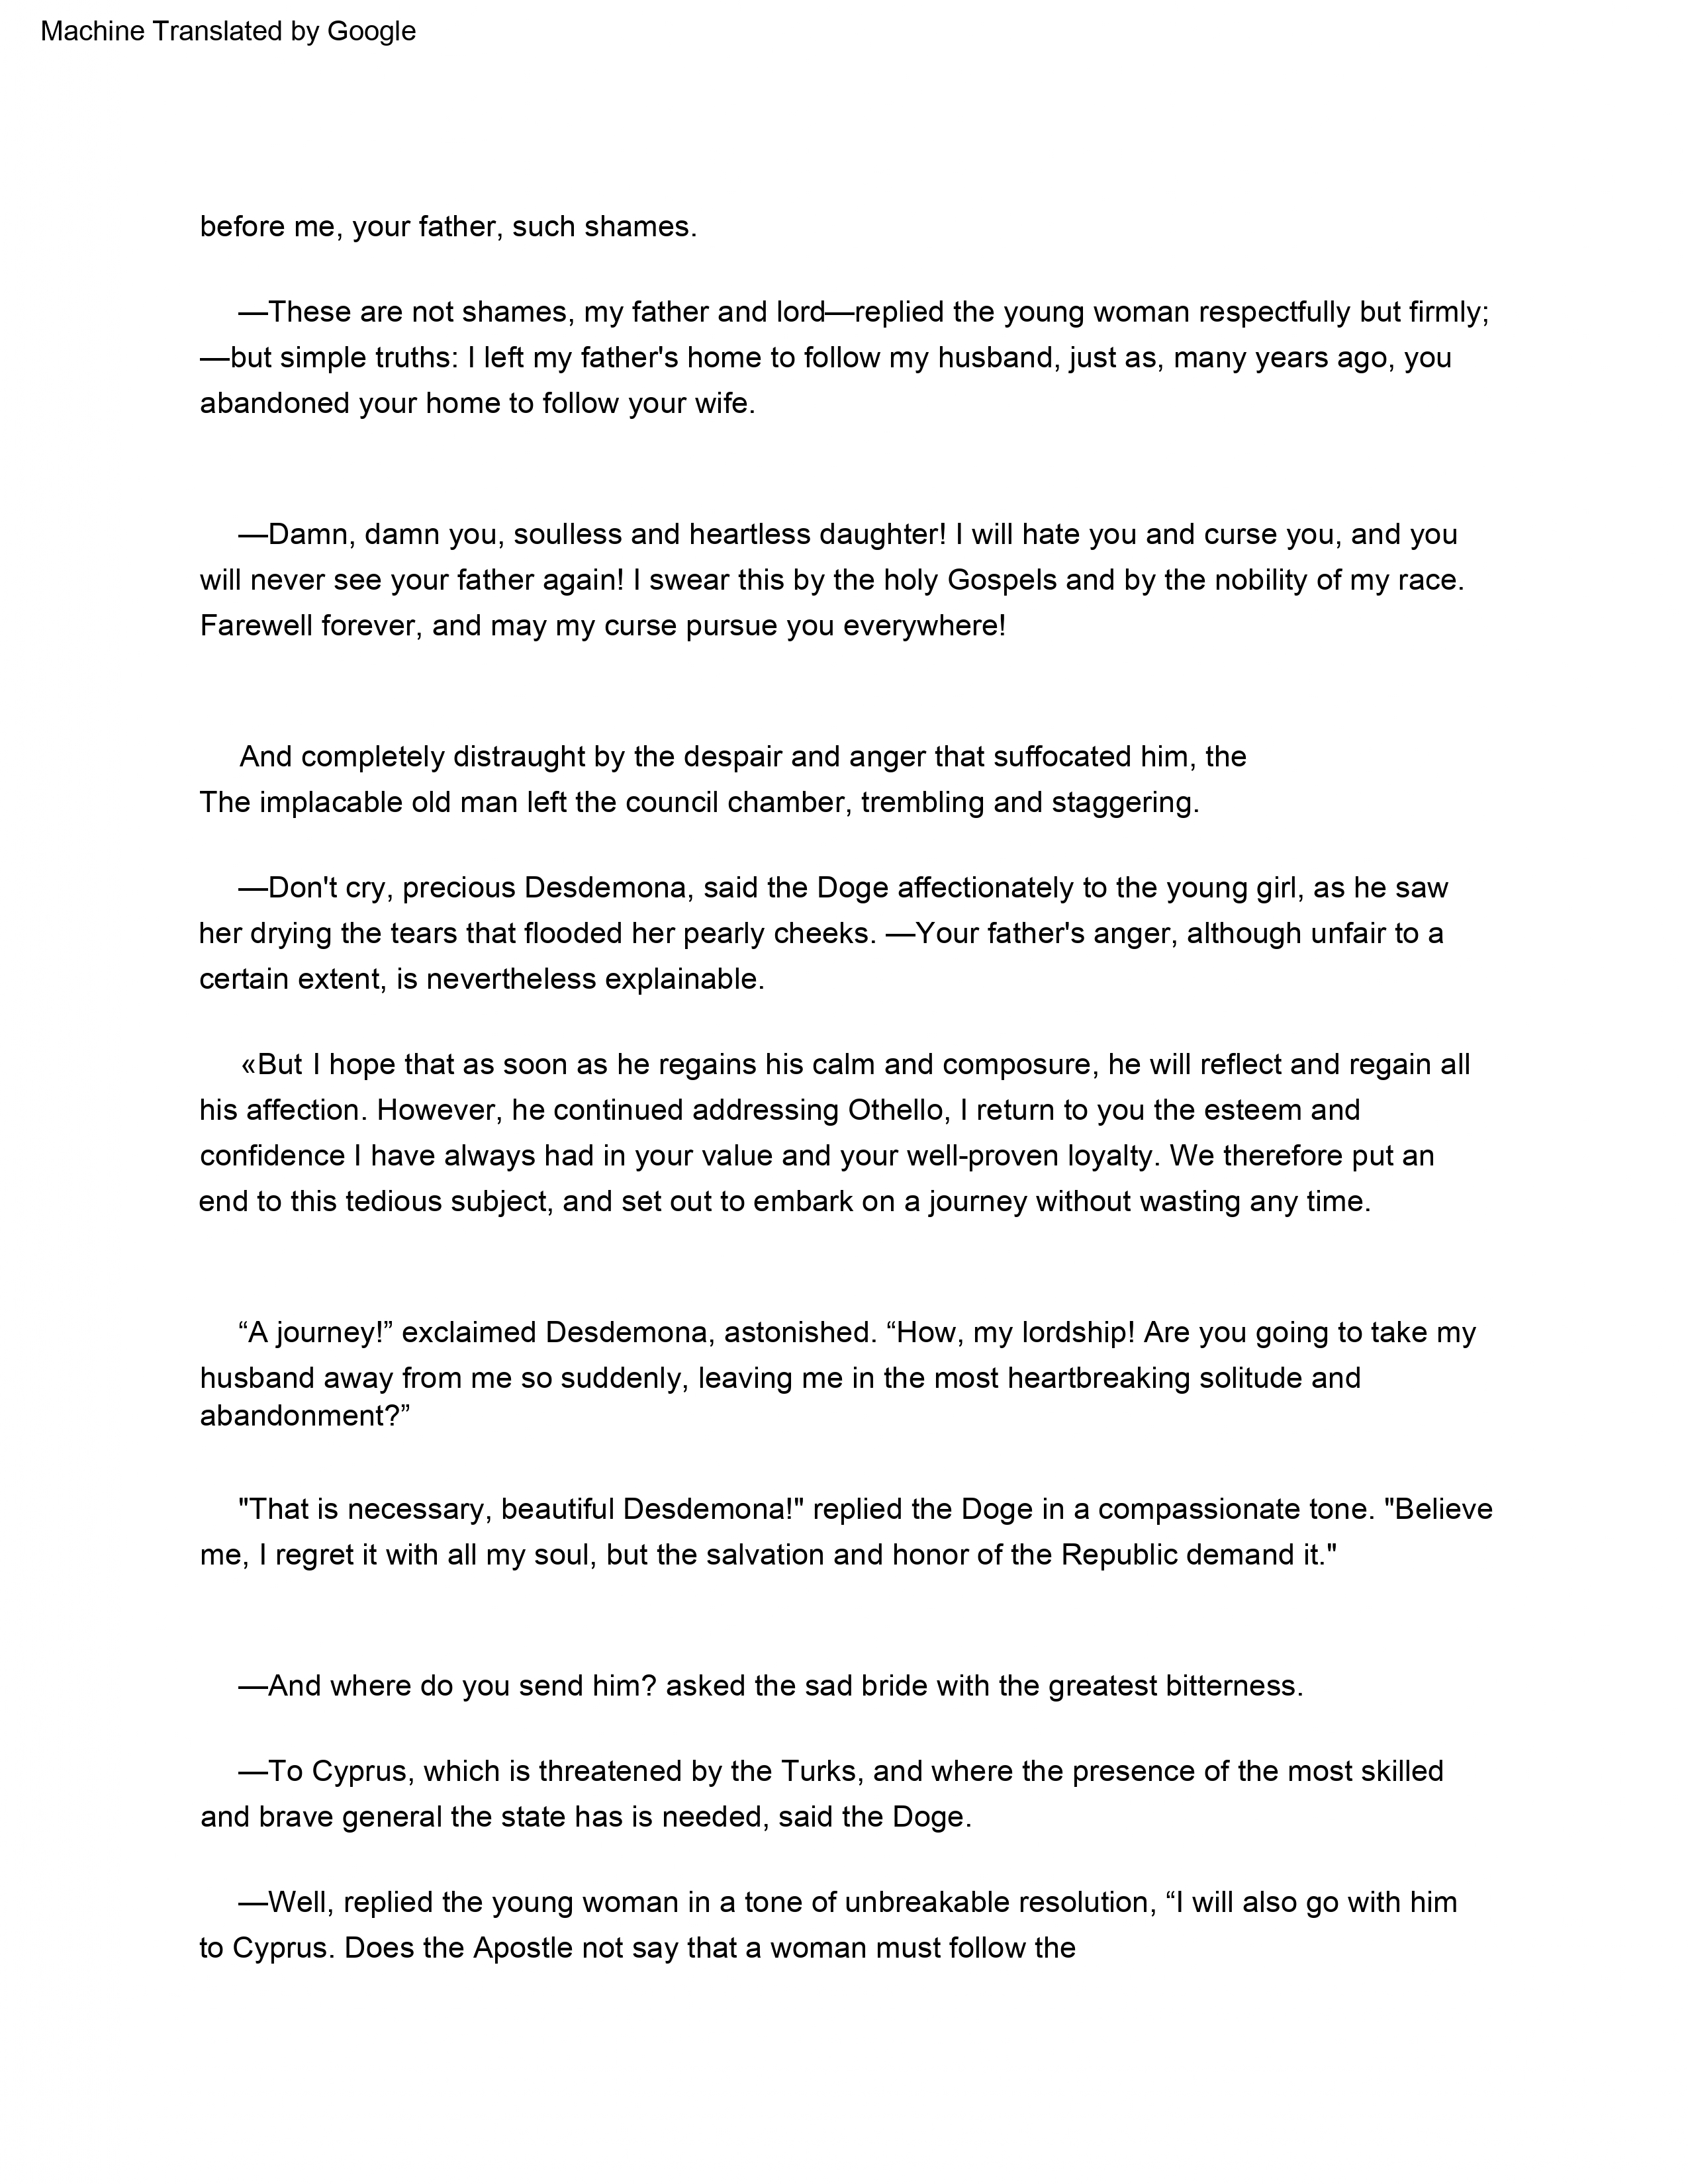 Machine Translated by Google
before me, your father, such shames.
—These are not shames, my father and lord—replied the young woman respectfully but firmly;
—but simple truths: I left my father's home to follow my husband, just as, many years ago, you
abandoned your home to follow your wife.
—Damn, damn you, soulless and heartless daughter! I will hate you and curse you, and you
will never see your father again! I swear this by the holy Gospels and by the nobility of my race.
Farewell forever, and may my curse pursue you everywhere!
And completely distraught by the despair and anger that suffocated him, the
The implacable old man left the council chamber, trembling and staggering.
—Don't cry, precious Desdemona, said the Doge affectionately to the young girl, as he saw
her drying the tears that flooded her pearly cheeks. —Your father's anger, although unfair to a
certain extent, is nevertheless explainable.
«But I hope that as soon as he regains his calm and composure, he will reflect and regain all
his affection. However, he continued addressing Othello, I return to you the esteem and
confidence I have always had in your value and your well-proven loyalty. We therefore put an
end to this tedious subject, and set out to embark on a journey without wasting any time.
“A journey!” exclaimed Desdemona, astonished. “How, my lordship! Are you going to take my
husband away from me so suddenly, leaving me in the most heartbreaking solitude and
abandonment?”
"That is necessary, beautiful Desdemona!" replied the Doge in a compassionate tone. "Believe
me, I regret it with all my soul, but the salvation and honor of the Republic demand it."
—And where do you send him? asked the sad bride with the greatest bitterness.
—To Cyprus, which is threatened by the Turks, and where the presence of the most skilled
and brave general the state has is needed, said the Doge.
—Well, replied the young woman in a tone of unbreakable resolution, “I will also go with him
to Cyprus. Does the Apostle not say that a woman must follow the